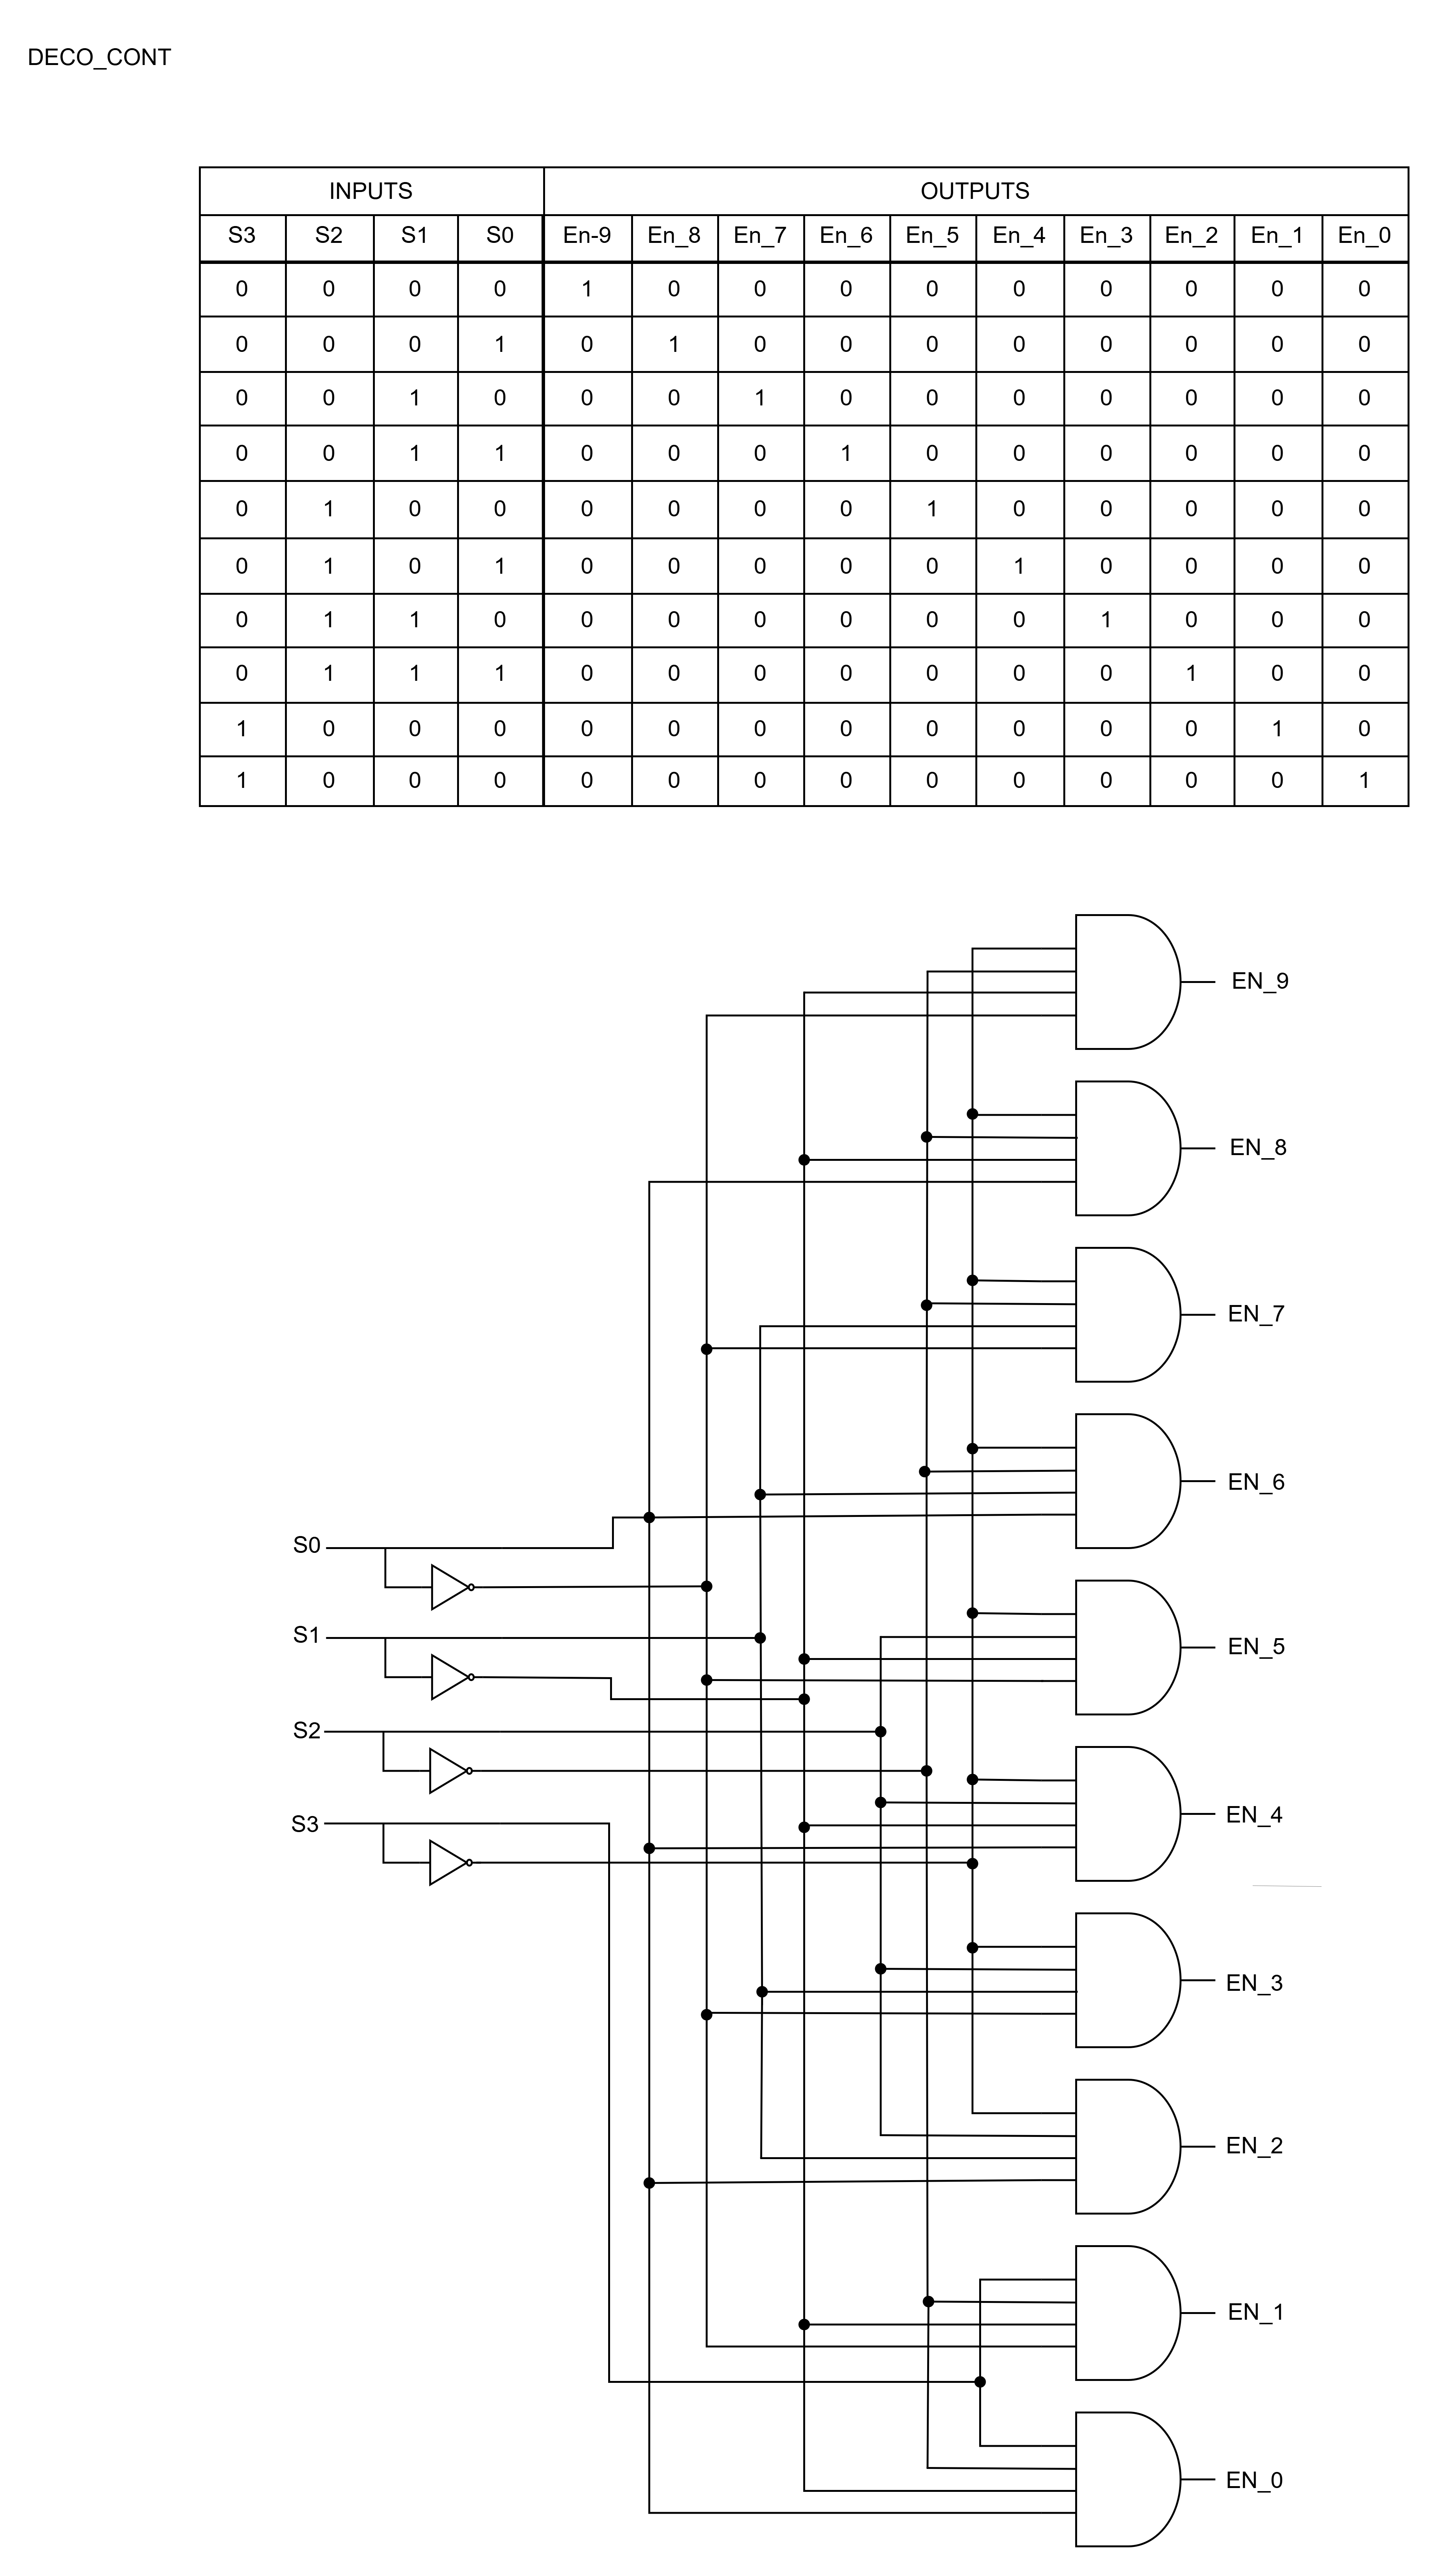 DECO_CONT
INPUTS OUTPUTS
S3 S2 S1 S0 En-9 En_8 En_7 En_6 En_5 En_4 En_3 En_2 En_1 En_0
0 0 0 0 1 0 0 0 0 0 0 0 0 0
0 0 0 1 0 1 0 0 0 0 0 0 0 0
0 0 1 0 0 0 1 0 0 0 0 0 0 0
0 0 1 1 0 0 0 1 0 0 0 0 0 0
0 1 0 0 0 0 0 0 1 0 0 0 0 0
0 1 0 1 0 0 0 0 0 1 0 0 0 0
0 1 1 0 0 0 0 0 0 0 1 0 0 0
0 1 1 1 0 0 0 0 0 0 0 1 0 0
1 0 0 0 0 0 0 0 0 0 0 0 1 0
1 0 0 0 0 0 0 0 0 0 0 0 0 1
EN_9
EN_8
EN_7
EN_6
S0
S1
EN_5
S2
EN_4
S3
EN_3
EN_2
EN_1
EN_0